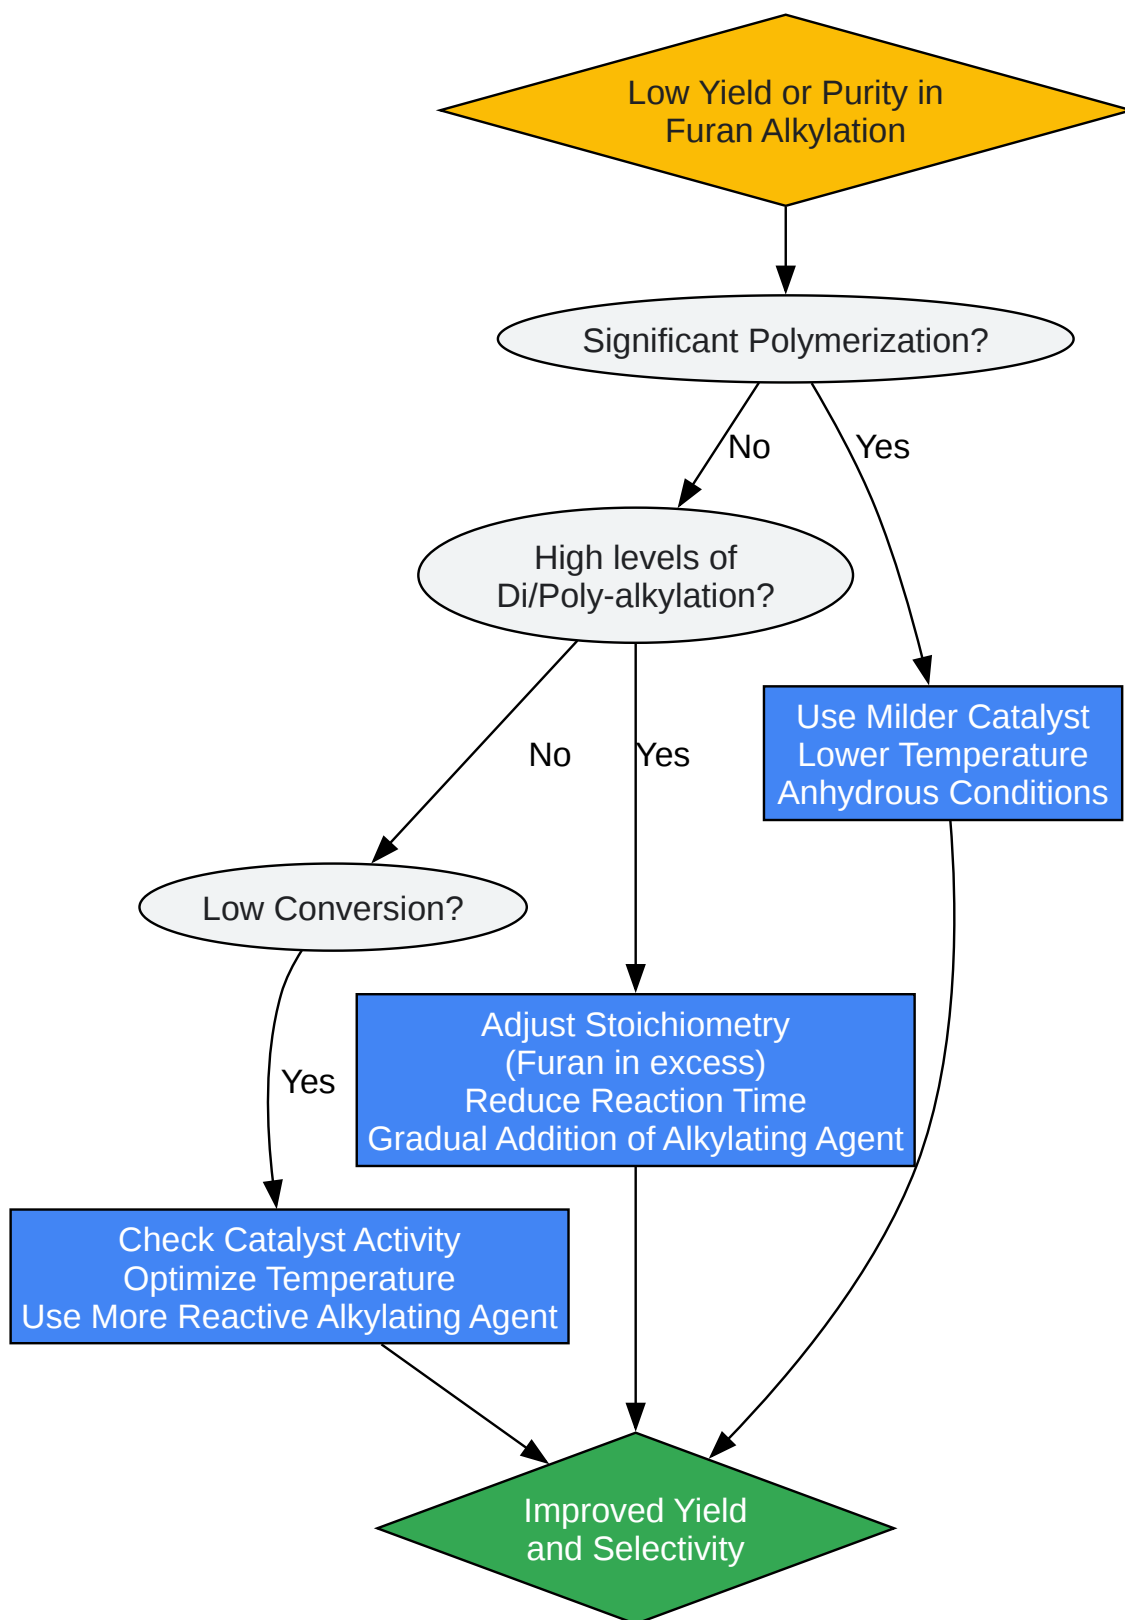 Low Yield or Purity in
Furan Alkylation
Significant Polymerization?
No
Yes
High levels of
Di/Poly-alkylation?
Use Milder Catalyst
Lower Temperature
Anhydrous Conditions
No
Yes
Low Conversion?
Adjust Stoichiometry
(Furan in excess)
Reduce Reaction Time
Gradual Addition of Alkylating Agent
Yes
Check Catalyst Activity
Optimize Temperature
Use More Reactive Alkylating Agent
Improved Yield
and Selectivity